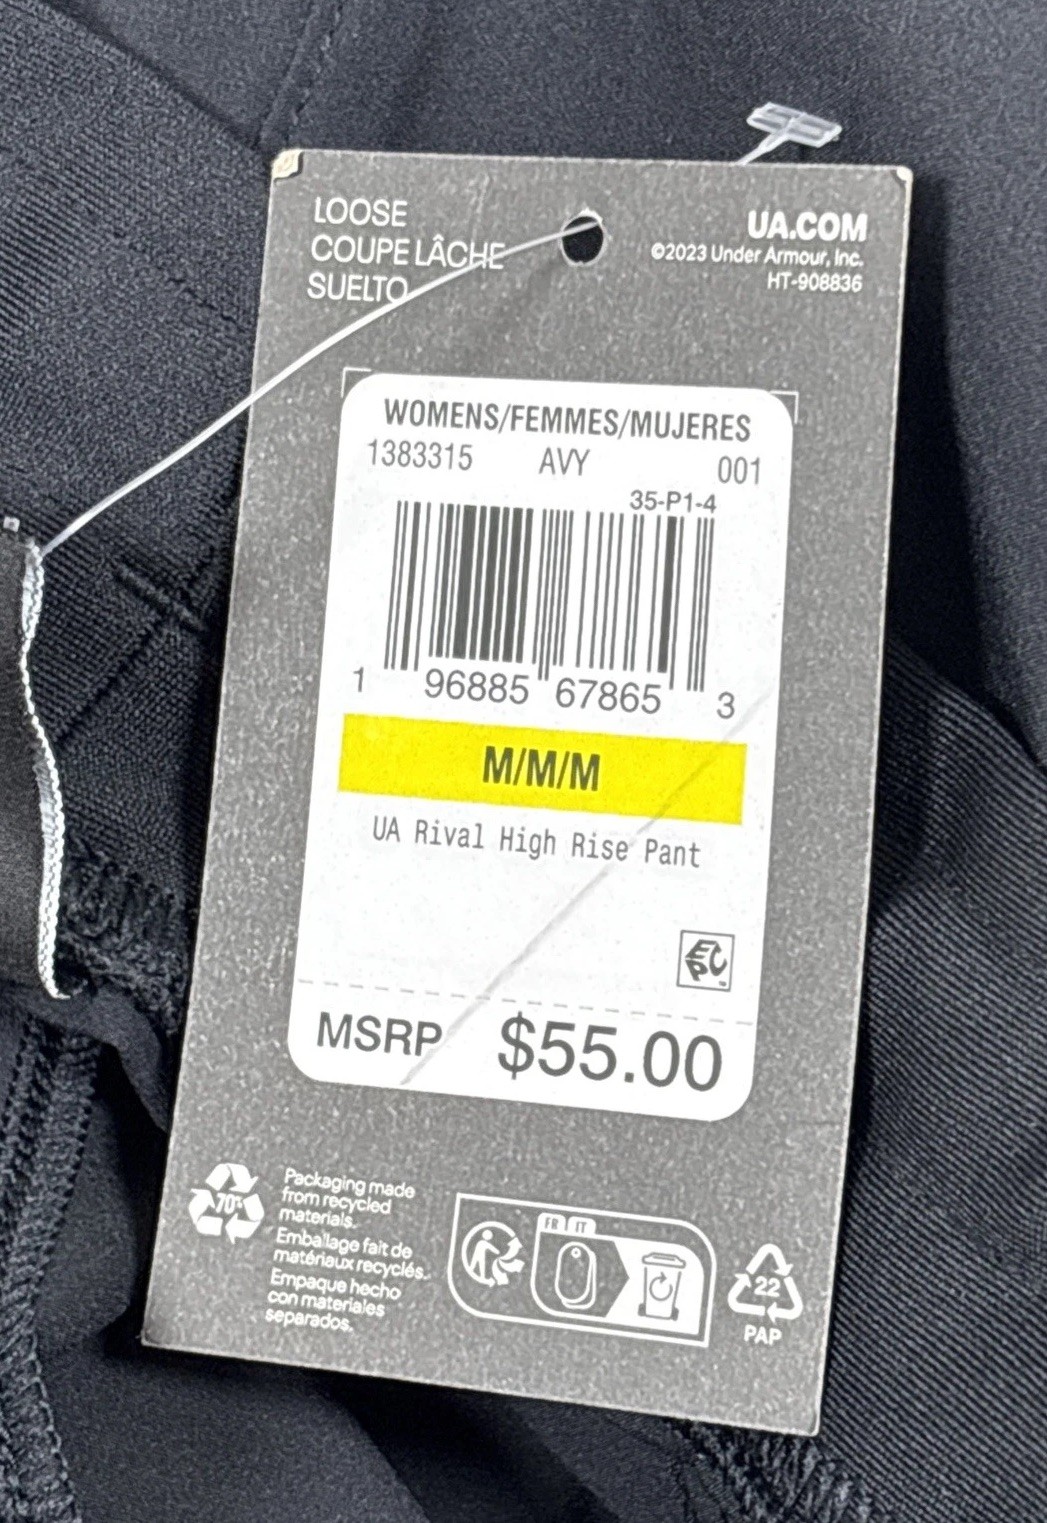 LOOSE
COUPE LÂCHE
SUELTO
UA.COM
©2023 Under Armour, Inc.
HT-908836
WOMENS/FEMMES/MUJERES
1383315 AVY 001
35-P1-4
1 96885 67865 3
M/M/M
UA Rival High Rise Pant
EPC
MSRP $55.00
70%
Packaging made
from recycled
materials.
Emballage fait de
matériaux recyclés.
Empaque hecho
con materiales
separados.
FR IT
22
PAP